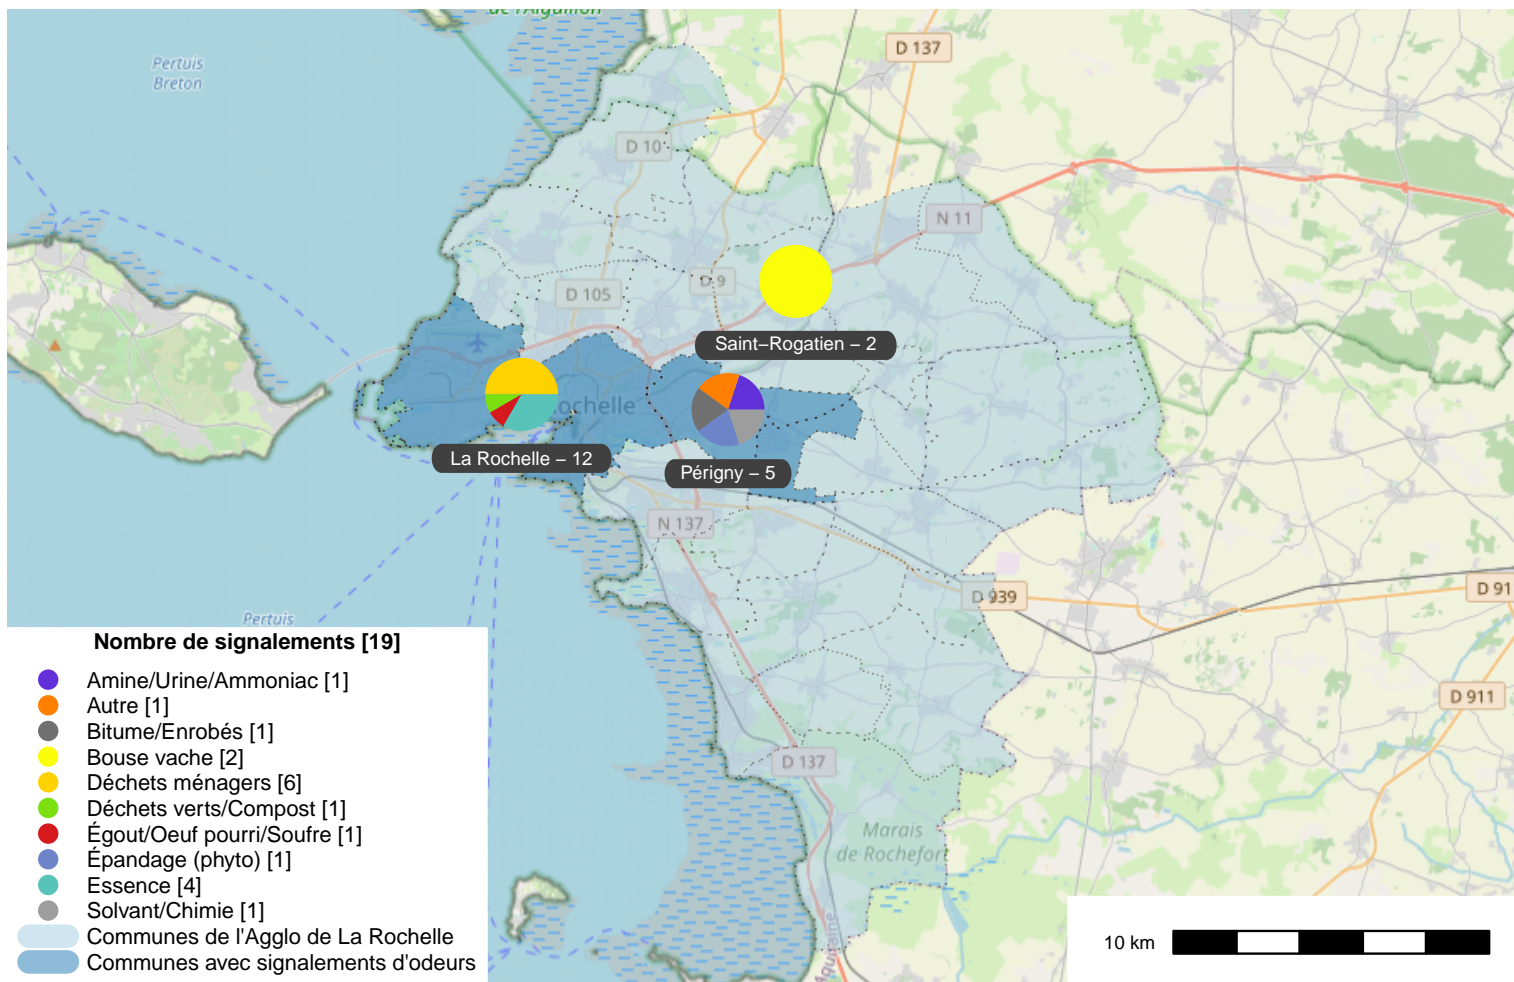 de l'Aiguillon
D 137
Pertuis
Breton
D 10
N 11
D 9
D 105
Saint–Rogatien – 2
ochelle
La Rochelle – 12
Périgny – 5
N 137
D 939
D 91
Pertuis
D 911
D 137
Marais
de Rochefort
Aquitaine
Nombre de signalements [19]
Amine/Urine/Ammoniac [1]
Autre [1]
Bitume/Enrobés [1]
Bouse vache [2]
Déchets ménagers [6]
Déchets verts/Compost [1]
Égout/Oeuf pourri/Soufre [1]
Épandage (phyto) [1]
Essence [4]
Solvant/Chimie [1]
Communes de l'Agglo de La Rochelle
Communes avec signalements d'odeurs
10 km